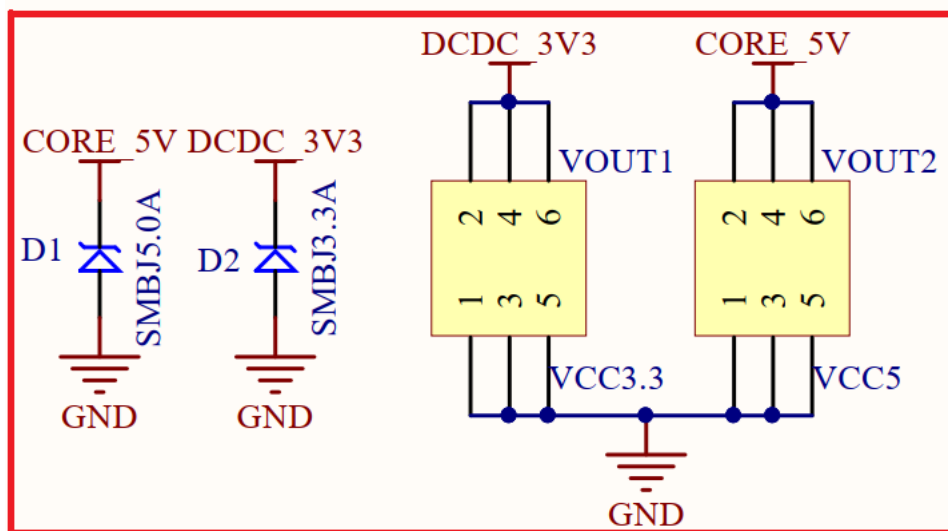 DCDC_3V3
CORE_5V
CORE_5V
DCDC_3V3
VOUT1
VOUT2
2 4 6
2 4 6
D1
SMBJ5.0A
D2
SMBJ3.3A
1 3 5
1 3 5
VCC3.3
VCC5
GND
GND
GND